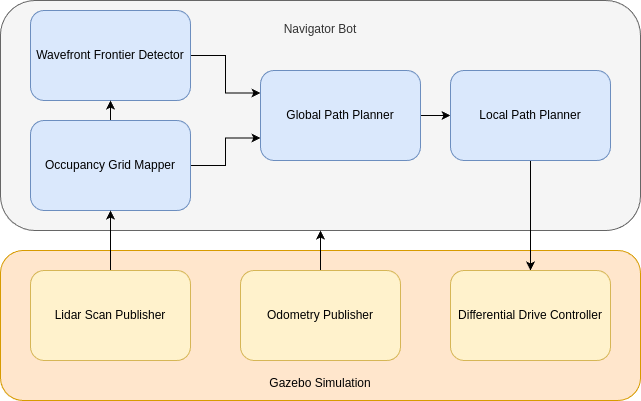 Navigator Bot
Wavefront Frontier Detector
Global Path Planner
Local Path Planner
Occupancy Grid Mapper
Lidar Scan Publisher
Odometry Publisher
Differential Drive Controller
Gazebo Simulation